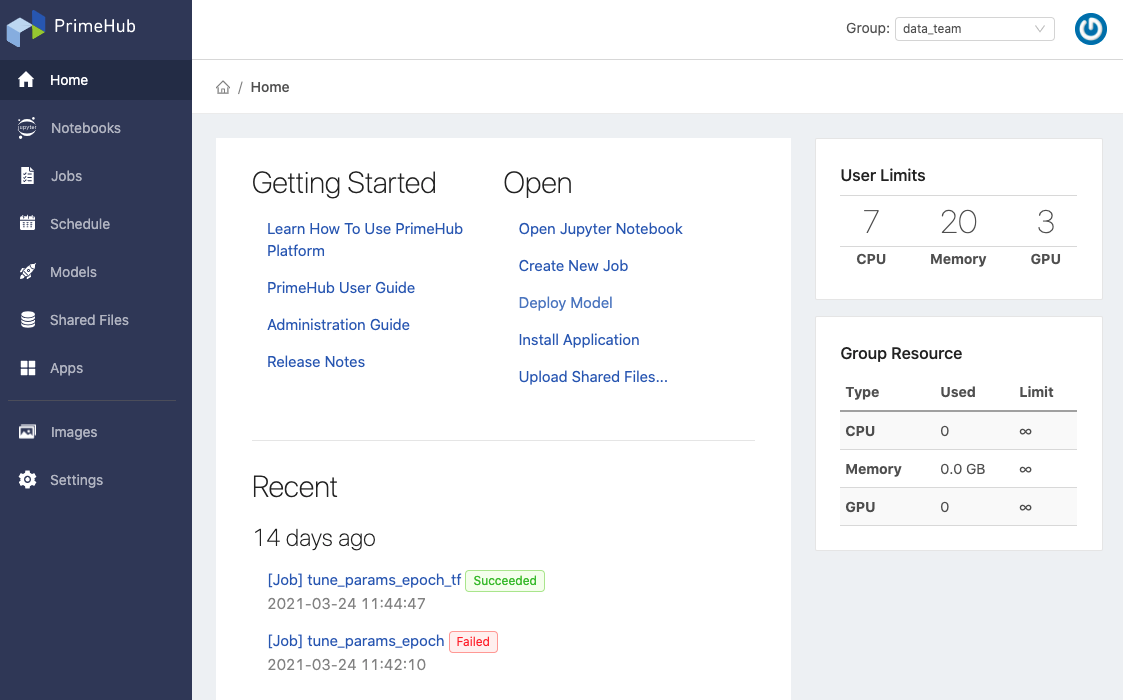 PrimeHub
Group: data_team
Home
Notebooks
Jobs
Schedule
Models
Shared Files
Apps
Images
Settings
/ Home
Getting Started
Learn How To Use PrimeHub
Platform
PrimeHub User Guide
Administration Guide
Release Notes
Open
Open Jupyter Notebook
Create New Job
Deploy Model
Install Application
Upload Shared Files...
Recent
14 days ago
[Job] tune_params_epoch_tf Succeeded
2021-03-24 11:44:47
[Job] tune_params_epoch Failed
2021-03-24 11:42:10
User Limits
7 20 3
CPU Memory GPU
Group Resource
Type Used Limit
CPU 0 ∞
Memory 0.0 GB ∞
GPU 0 ∞